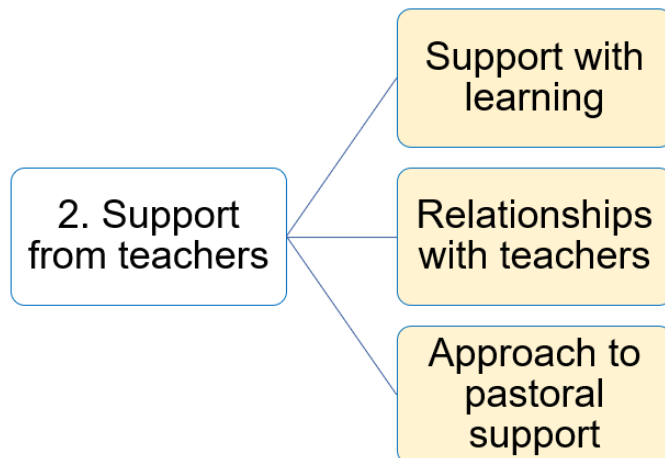 Support with
learning
2. Support
from teachers
Relationships
with teachers
Approach to
pastoral
support